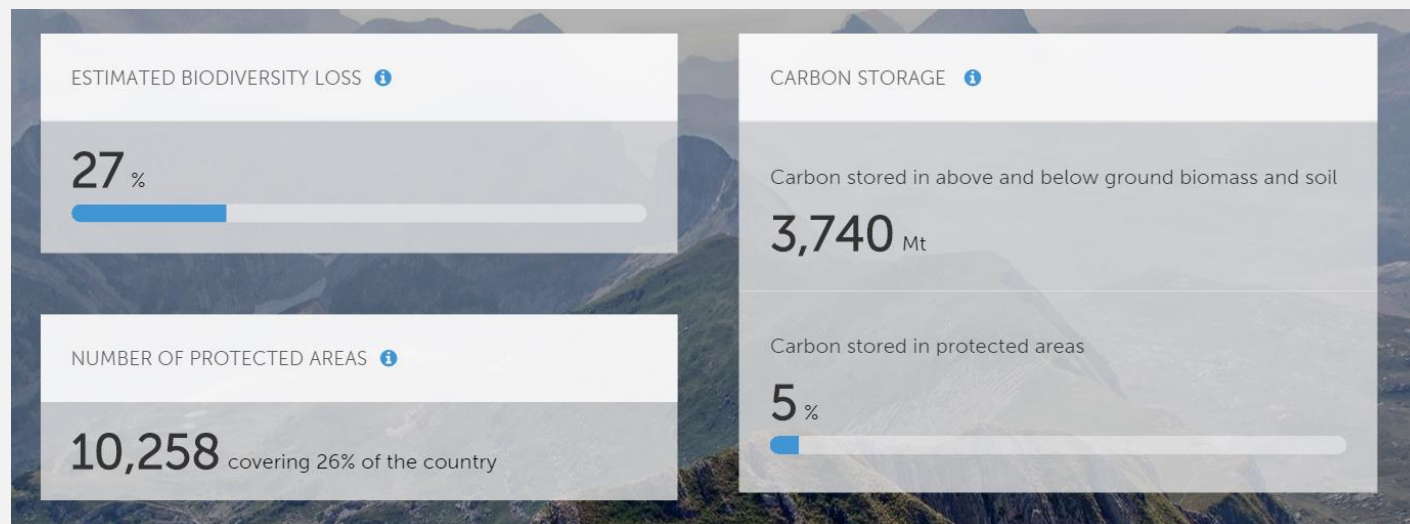 ESTIMATED BIODIVERSITY LOSS
27 %
NUMBER OF PROTECTED AREAS
10,258 covering 26% of the country
CARBON STORAGE
Carbon stored in above and below ground biomass and soil
3,740 Mt
Carbon stored in protected areas
5 %